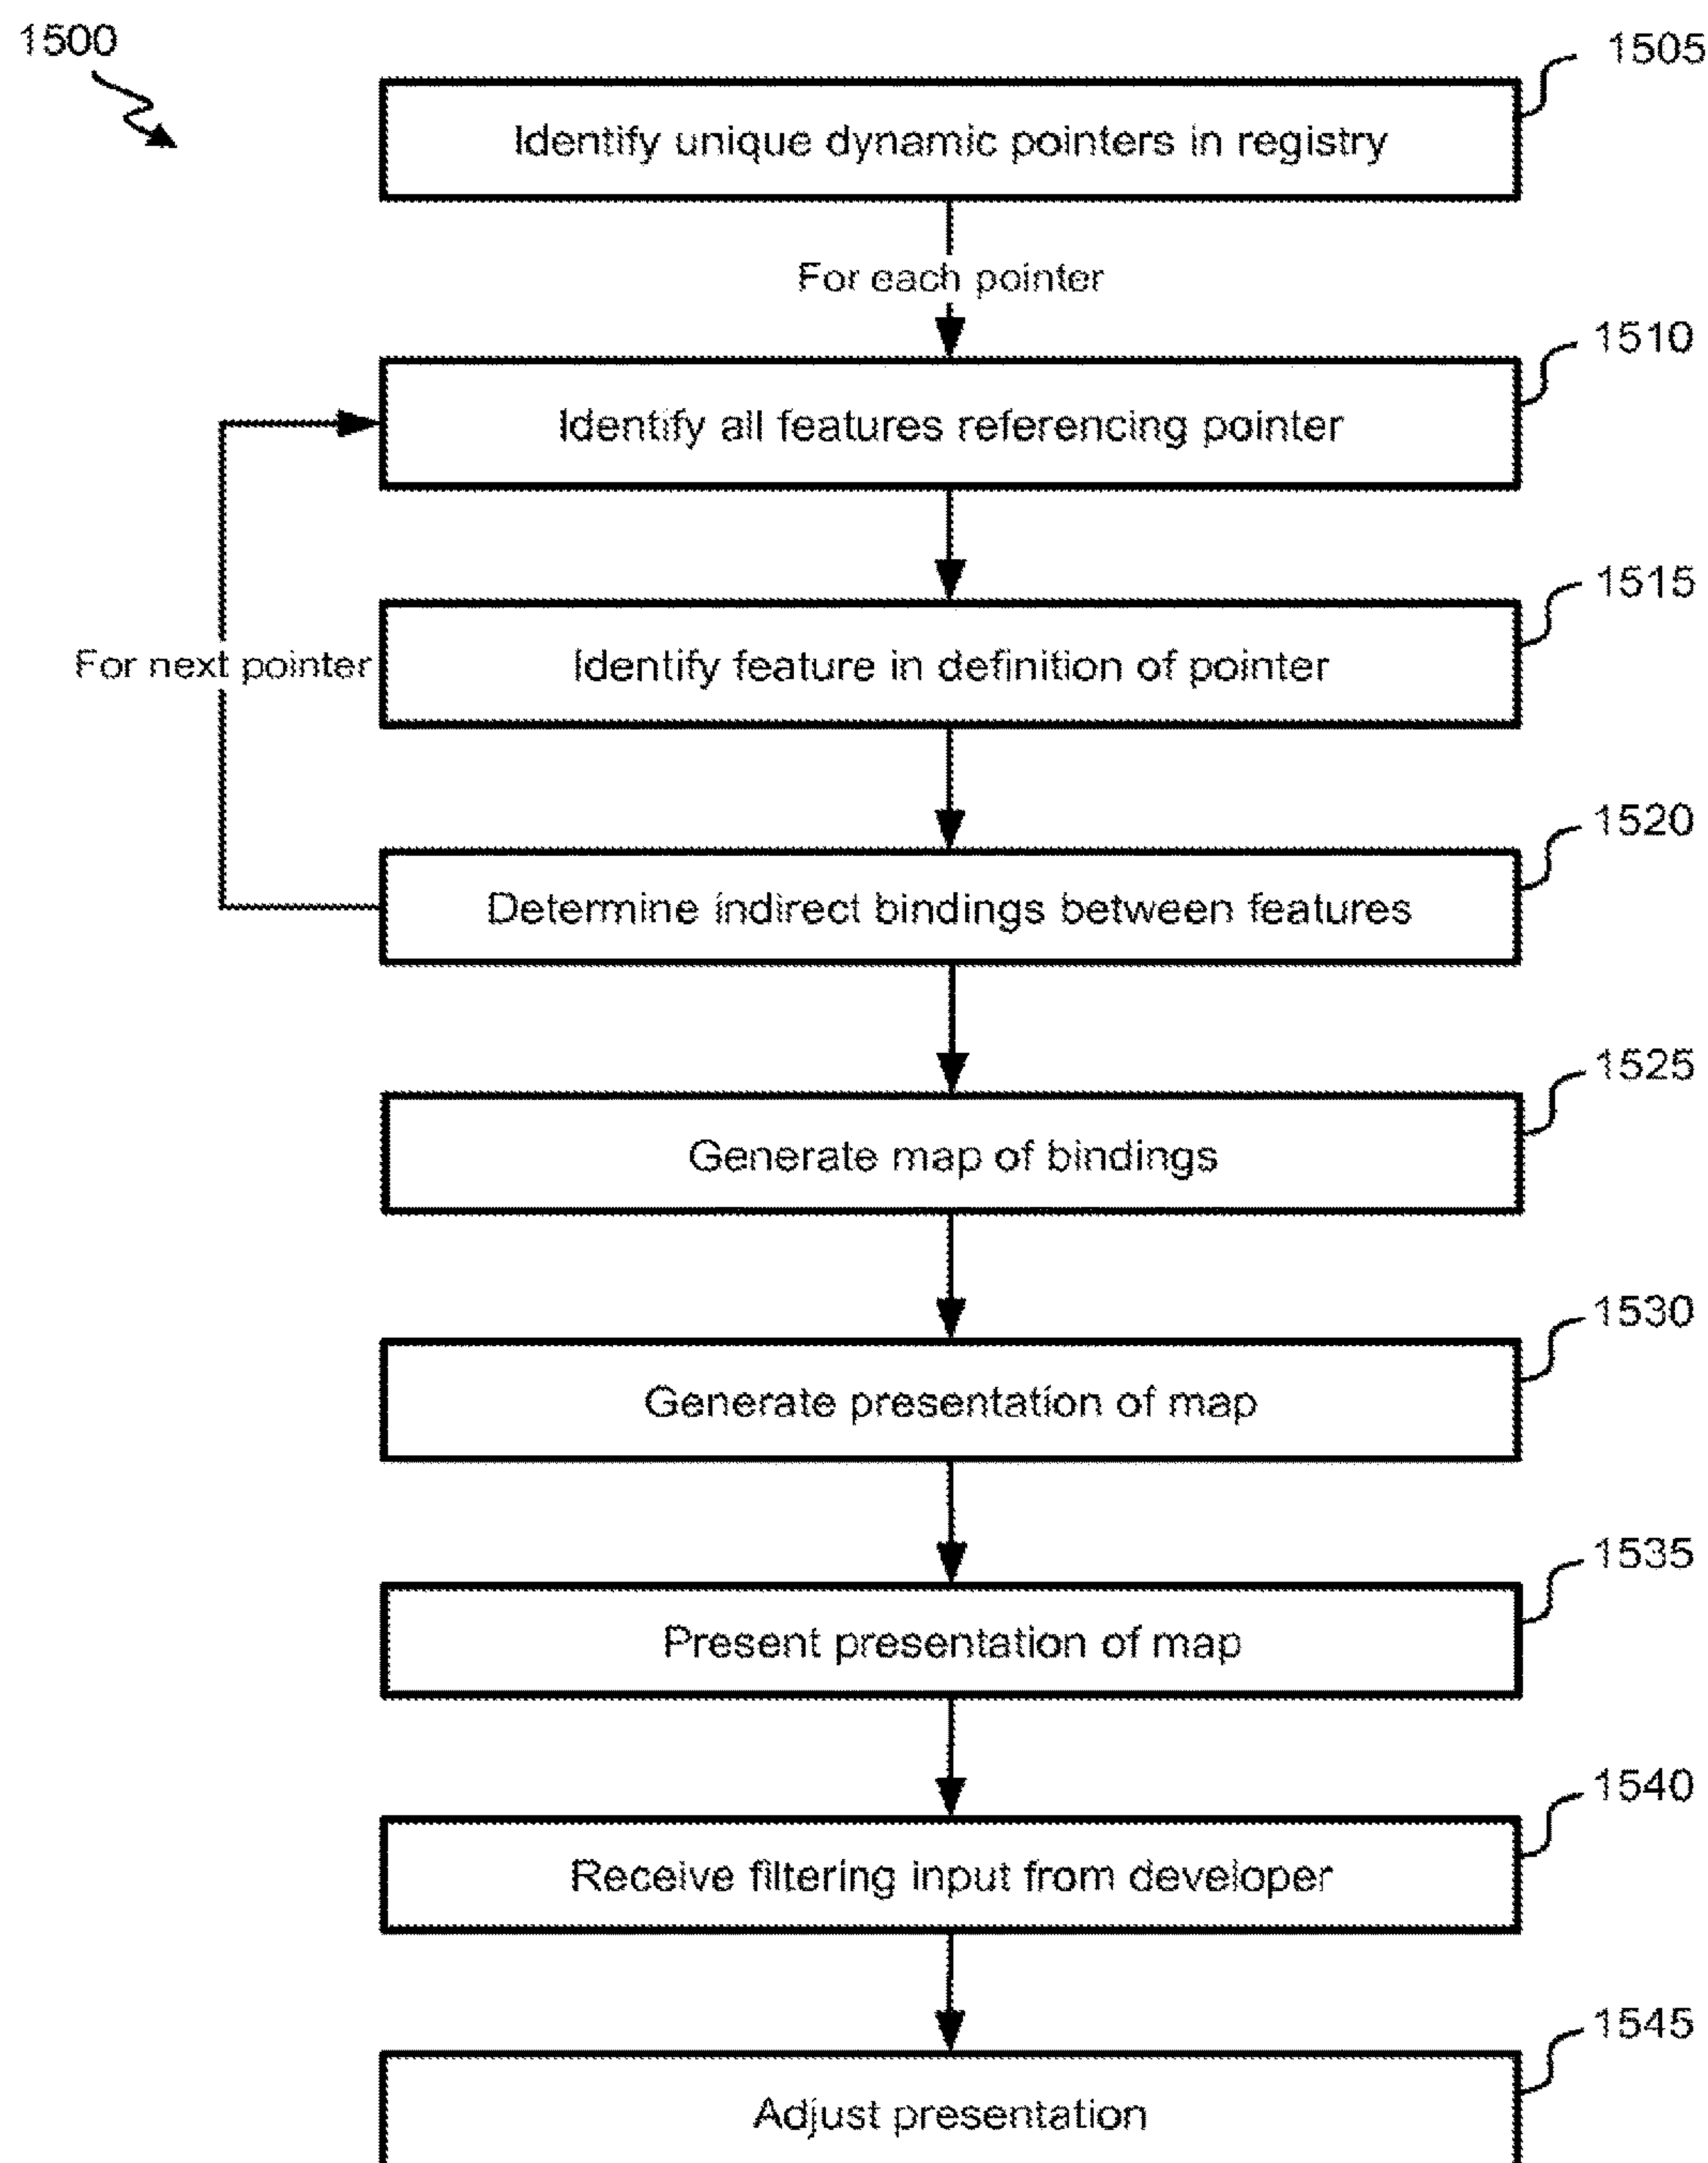 1500
1505
Identify unique dynamic pointers in registry
For each pointer
1510
Identify all features referencing pointer
1515
For next pointer
Identify feature in definition of pointer
1520
Determine indirect bindings between features
1525
Generate map of bindings
1530
Generate presentation of map
1535
Present presentation of map
1540
Receive filtering input from developer
1545
Adjust presentation